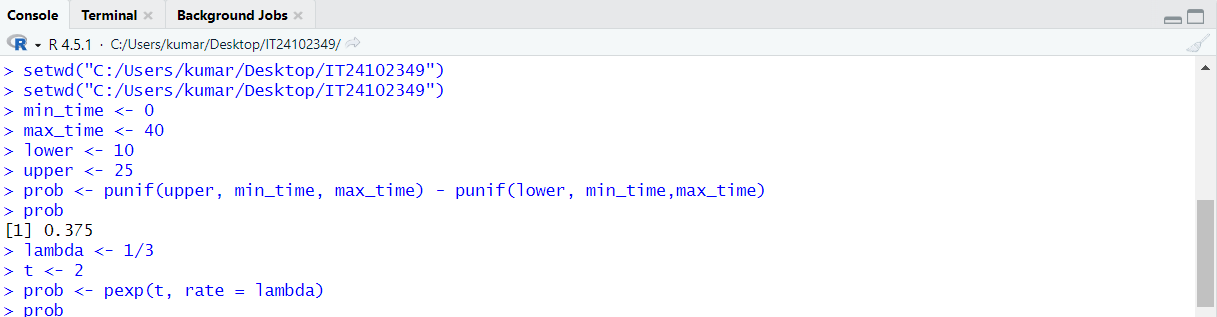 Console Terminal Background Jobs
R 4.5.1 · C:/Users/kumar/Desktop/IT24102349/
> setwd("C:/Users/kumar/Desktop/IT24102349")
> setwd("C:/Users/kumar/Desktop/IT24102349")
> min_time <- 0
> max_time <- 40
> lower <- 10
> upper <- 25
> prob <- punif(upper, min_time, max_time) - punif(lower, min_time,max_time)
> prob
[1] 0.375
> lambda <- 1/3
> t <- 2
> prob <- pexp(t, rate = lambda)
> prob